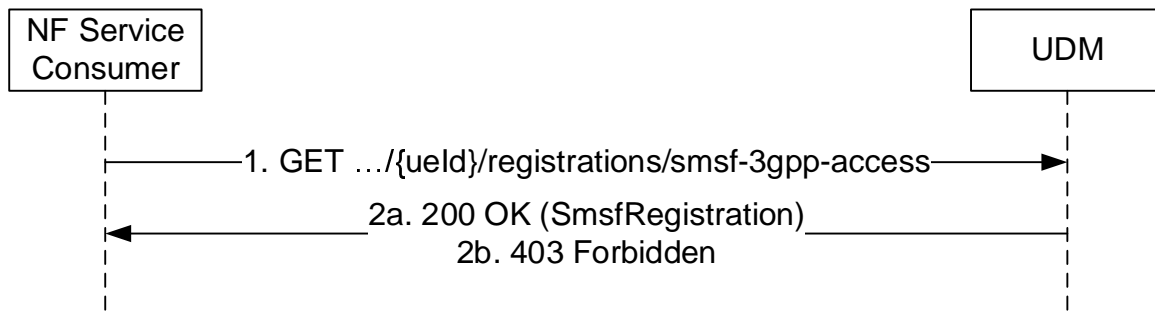 NF Service
Consumer
UDM
1. GET …/{ueId}/registrations/smsf-3gpp-access
2a. 200 OK (SmsfRegistration)
2b. 403 Forbidden